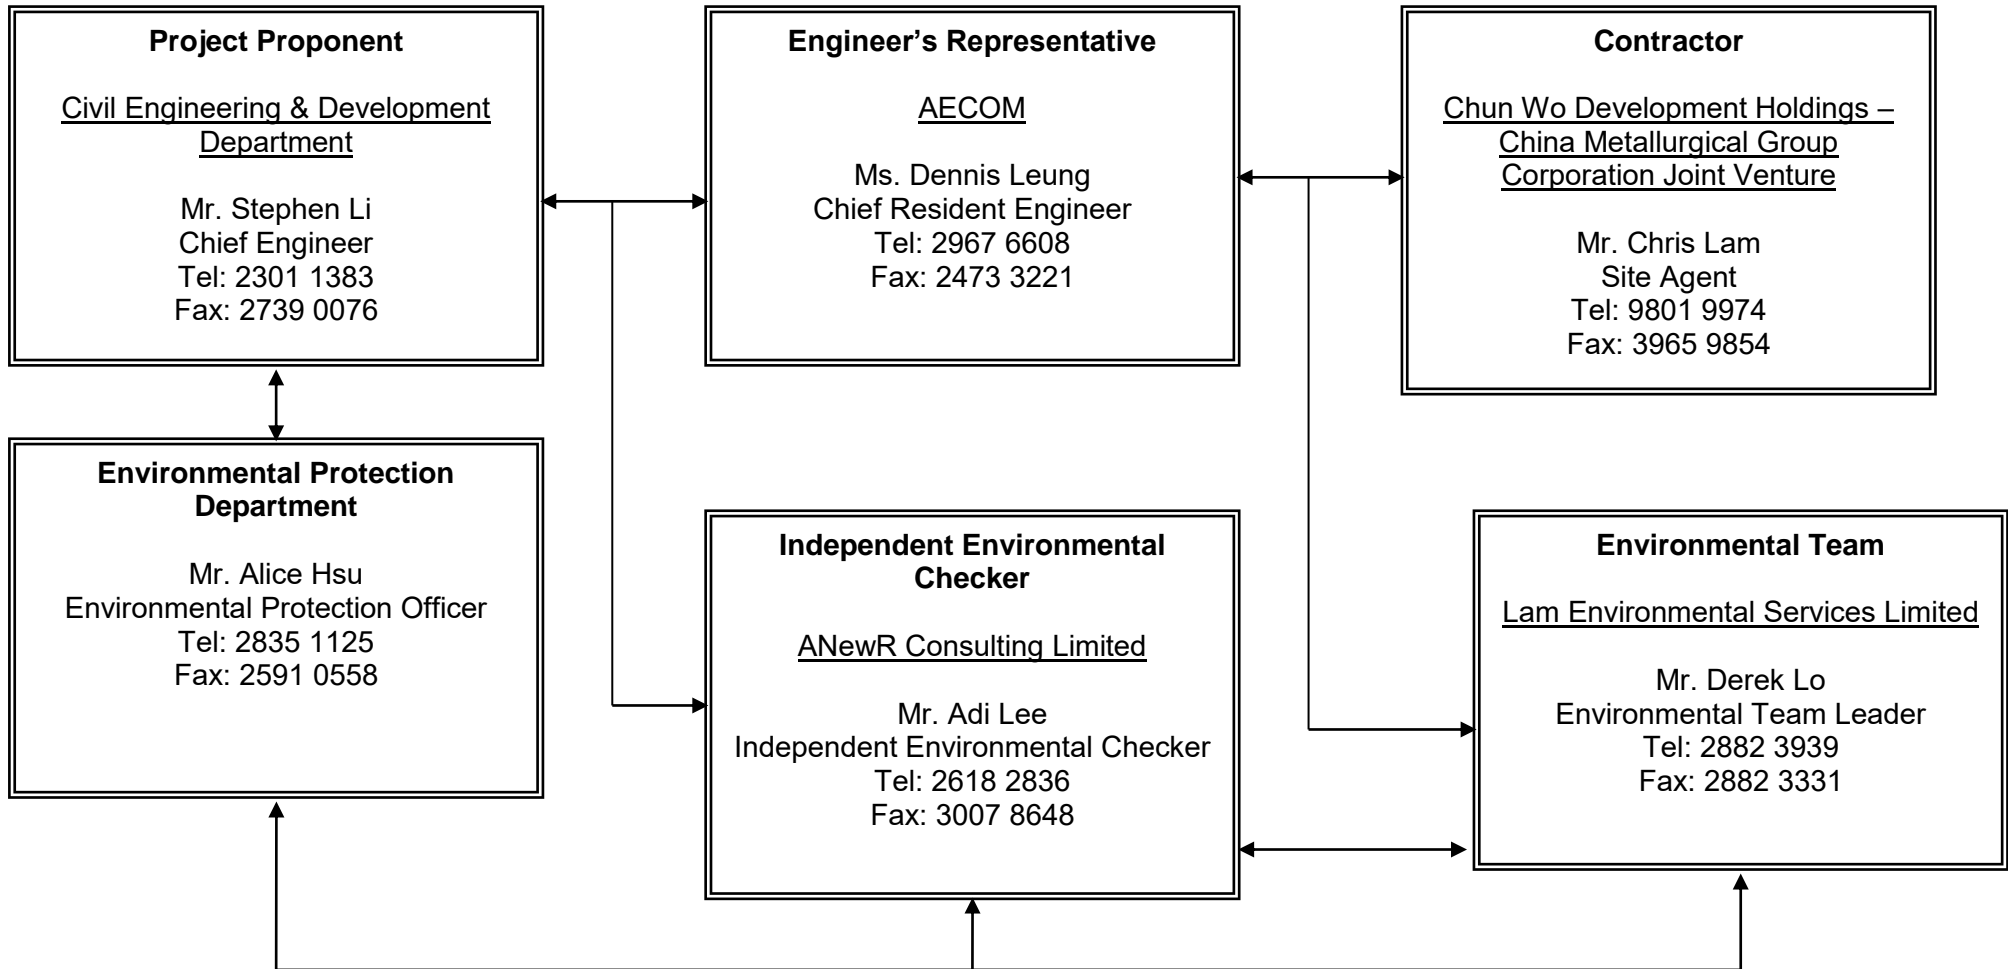 Project Proponent
Civil Engineering & Development
Department
Mr. Stephen Li
Chief Engineer
Tel: 2301 1383
Fax: 2739 0076
Engineer’s Representative
AECOM
Ms. Dennis Leung
Chief Resident Engineer
Tel: 2967 6608
Fax: 2473 3221
Contractor
Chun Wo Development Holdings –
China Metallurgical Group
Corporation Joint Venture
Mr. Chris Lam
Site Agent
Tel: 9801 9974
Fax: 3965 9854
Environmental Protection
Department
Mr. Alice Hsu
Environmental Protection Officer
Tel: 2835 1125
Fax: 2591 0558
Independent Environmental
Checker
ANewR Consulting Limited
Mr. Adi Lee
Independent Environmental Checker
Tel: 2618 2836
Fax: 3007 8648
Environmental Team
Lam Environmental Services Limited
Mr. Derek Lo
Environmental Team Leader
Tel: 2882 3939
Fax: 2882 3331